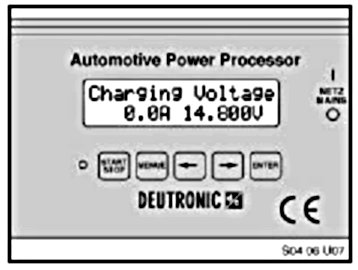 Automotive Power Processor
Charging Voltage
0.0A 14.800V
I
NETZ
MAINS
START
STOP
MENUE
←
→
ENTER
DEUTRONIC
CE
S04 06 U07